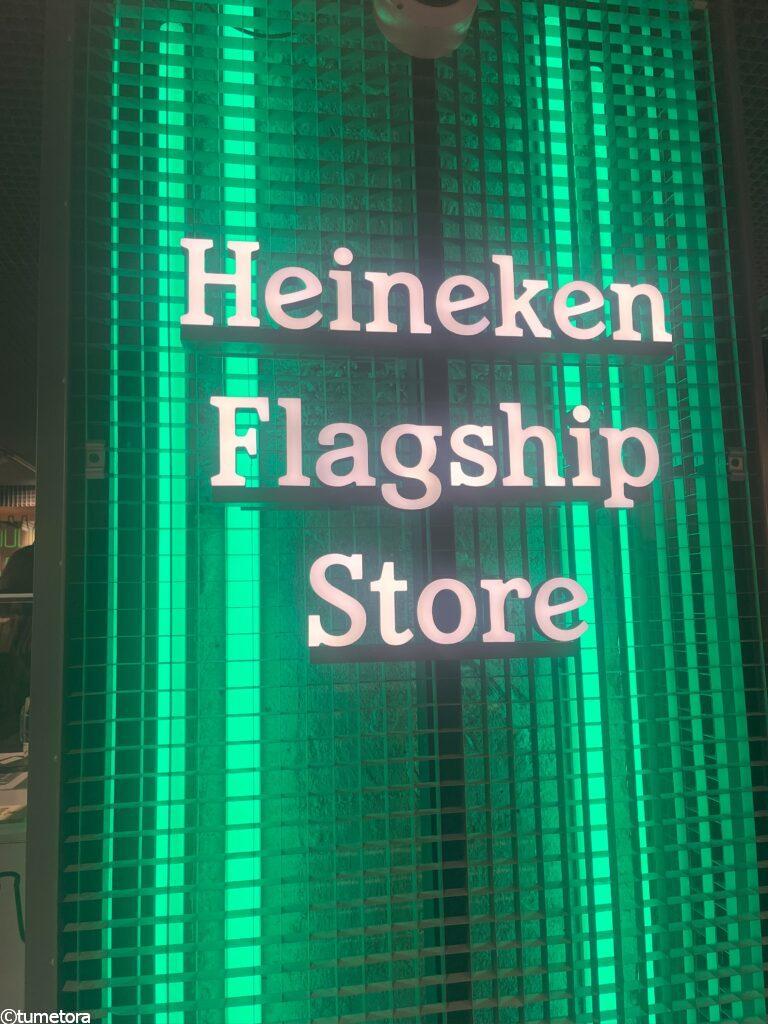 Heineken
Flagship
Store
©tumetora